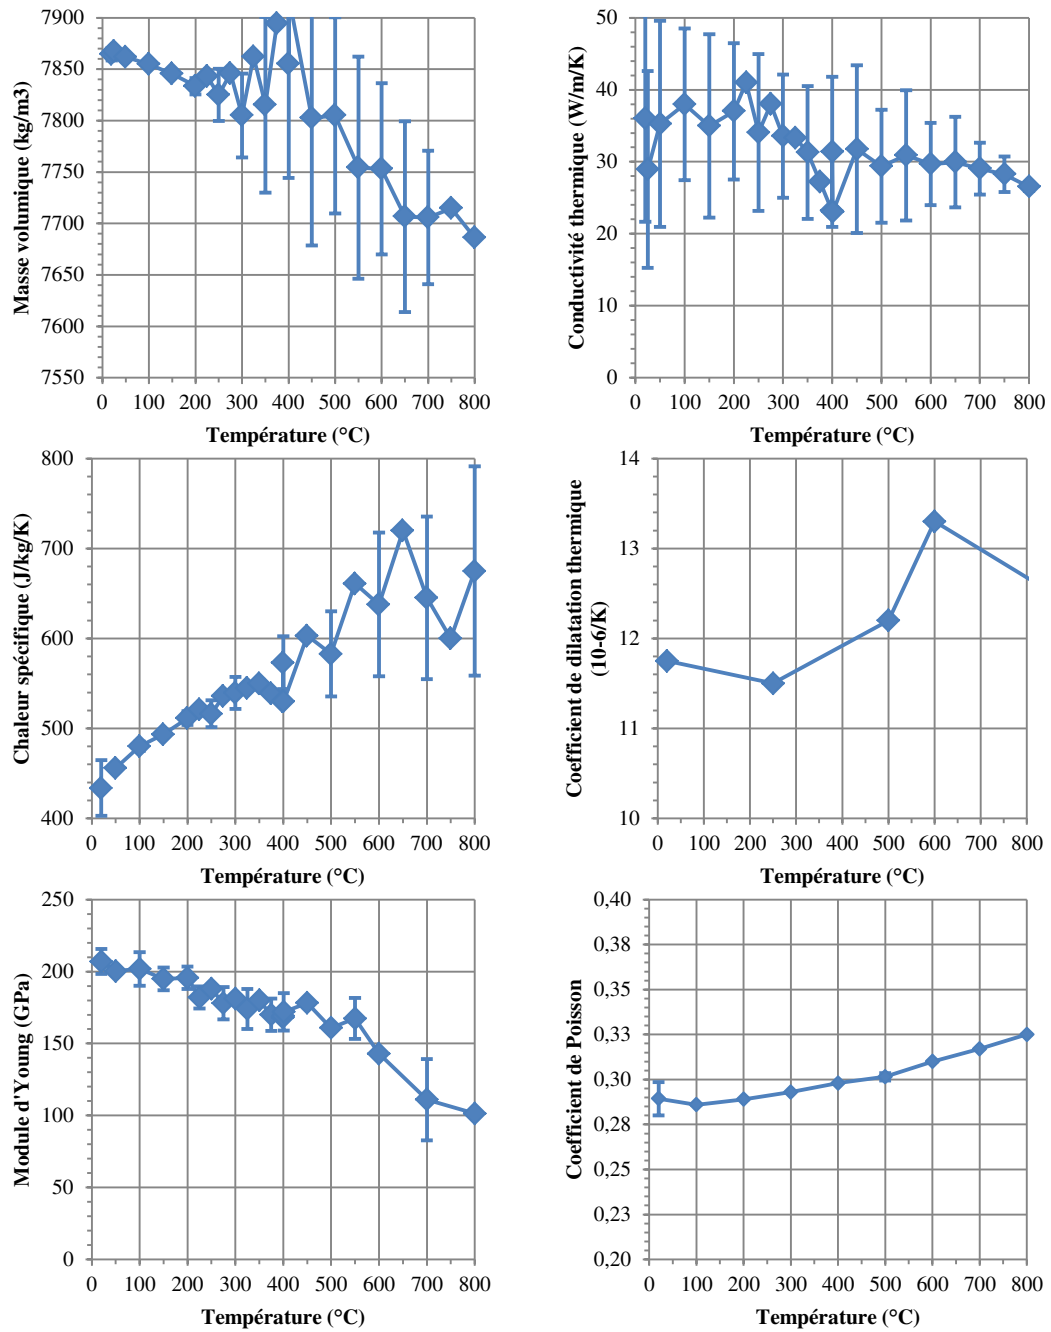 7900
7850
7800
7750
7700
7650
7600
7550
0 100 200 300 400 500 600 700 800
Masse volumique (kg/m3)
Température (°C)
50
40
30
20
10
0
0 100 200 300 400 500 600 700 800
Conductivité thermique (W/m/K)
Température (°C)
800
700
600
500
400
0 100 200 300 400 500 600 700 800
Chaleur spécifique (J/kg/K)
Température (°C)
14
13
12
11
10
0 100 200 300 400 500 600 700 800
Coefficient de dilatation thermique
(10-6/K)
Température (°C)
250
200
150
100
50
0
0 100 200 300 400 500 600 700 800
Module d'Young (GPa)
Température (°C)
0,40
0,38
0,35
0,33
0,30
0,28
0,25
0,23
0,20
0 100 200 300 400 500 600 700 800
Coefficient de Poisson
Température (°C)